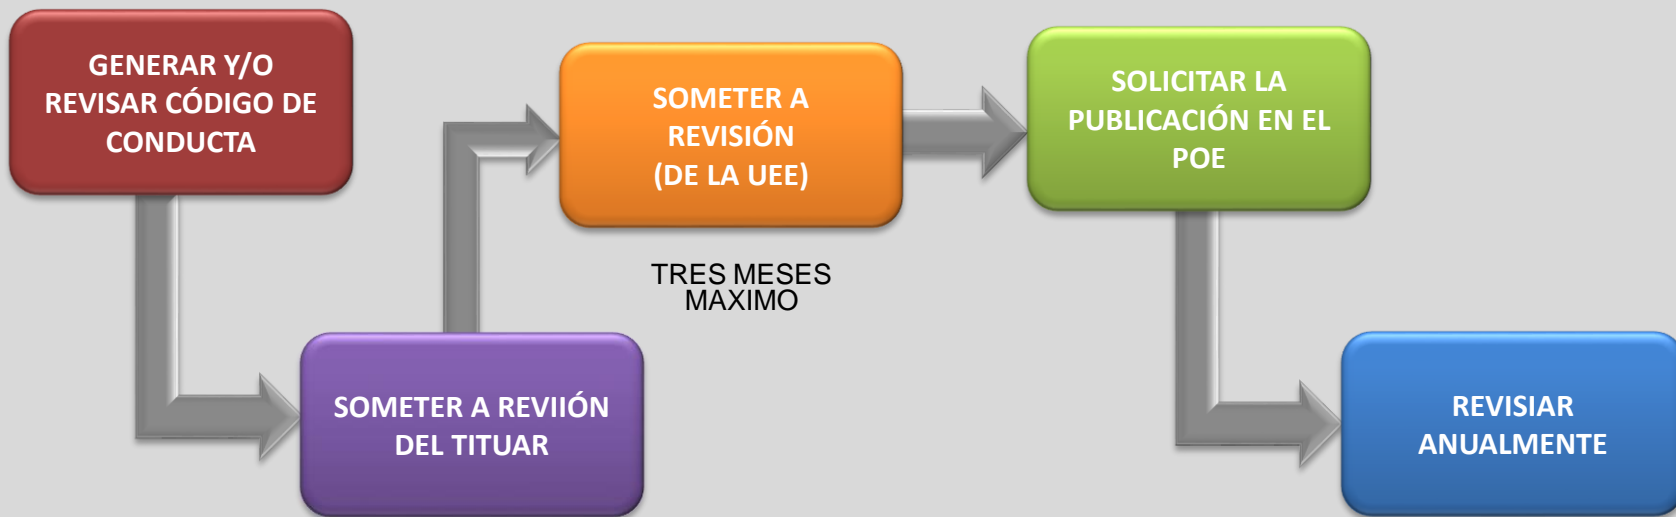 GENERAR Y/O
REVISAR CÓDIGO DE
CONDUCTA
SOMETER A REVIIÓN
DEL TITUAR
SOMETER A
REVISIÓN
(DE LA UEE)
TRES MESES
MAXIMO
SOLICITAR LA
PUBLICACIÓN EN EL
POE
REVISIAR
ANUALMENTE